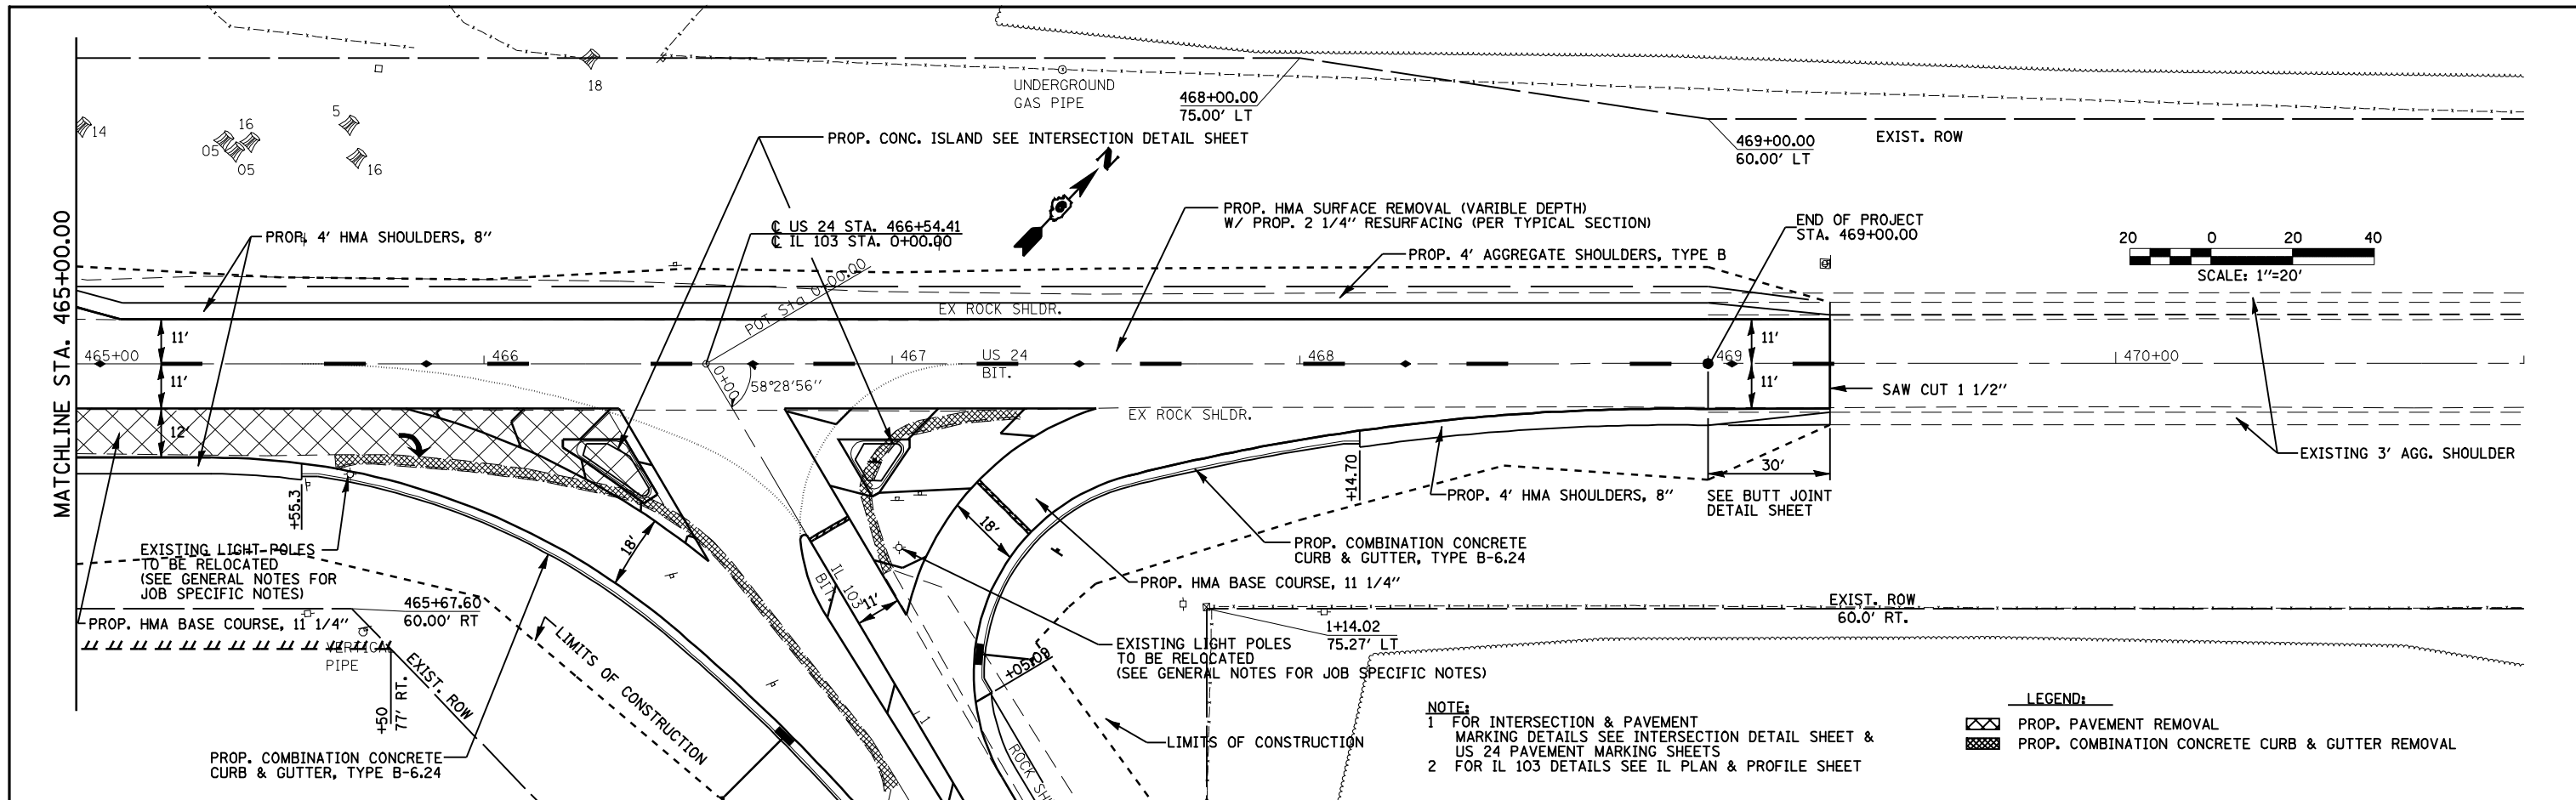 18
UNDERGROUND
GAS PIPE
468+00.00
75.00' LT
14
16
5
05
05
16
PROP. CONC. ISLAND SEE INTERSECTION DETAIL SHEET
N
469+00.00
60.00' LT
EXIST. ROW
MATCHLINE STA. 465+00.00
PROP. 4' HMA SHOULDERS, 8"
℄ US 24 STA. 466+54.41
℄ IL 103 STA. 0+00.00
PROP. HMA SURFACE REMOVAL (VARIBLE DEPTH)
W/ PROP. 2 1/4" RESURFACING (PER TYPICAL SECTION)
END OF PROJECT
STA. 469+00.00
20 0 20 40
SCALE: 1"=20'
PROP. 4' AGGREGATE SHOULDERS, TYPE B
POT Sta 0+00.00
EX ROCK SHLDR.
11'
465+00
466
467
US 24
BIT.
468
469
11'
470+00
11'
0+00
58°28'56"
11'
SAW CUT 1 1/2"
12'
EX ROCK SHLDR.
EXISTING 3' AGG. SHOULDER
+55.3
18'
18'
+14.70
PROP. 4' HMA SHOULDERS, 8"
30'
SEE BUTT JOINT
DETAIL SHEET
EXISTING LIGHT POLES
TO BE RELOCATED
(SEE GENERAL NOTES FOR
JOB SPECIFIC NOTES)
PROP. COMBINATION CONCRETE
CURB & GUTTER, TYPE B-6.24
PROP. HMA BASE COURSE, 11 1/4"
IL 103
BIT.
11'
465+67.60
60.00' RT
PROP. HMA BASE COURSE, 11 1/4"
VERTICAL
PIPE
EXIST. ROW
60.0' RT.
1+14.02
75.27' LT
EXISTING LIGHT POLES
TO BE RELOCATED
(SEE GENERAL NOTES FOR JOB SPECIFIC NOTES)
+05.09
LIMITS OF CONSTRUCTION
EXIST. ROW
+50
77' RT.
1
LIMITS OF CONSTRUCTION
ROCK SH
PROP. COMBINATION CONCRETE
CURB & GUTTER, TYPE B-6.24
NOTE:
1 FOR INTERSECTION & PAVEMENT
MARKING DETAILS SEE INTERSECTION DETAIL SHEET &
US 24 PAVEMENT MARKING SHEETS
2 FOR IL 103 DETAILS SEE IL PLAN & PROFILE SHEET
LEGEND:
PROP. PAVEMENT REMOVAL
PROP. COMBINATION CONCRETE CURB & GUTTER REMOVAL